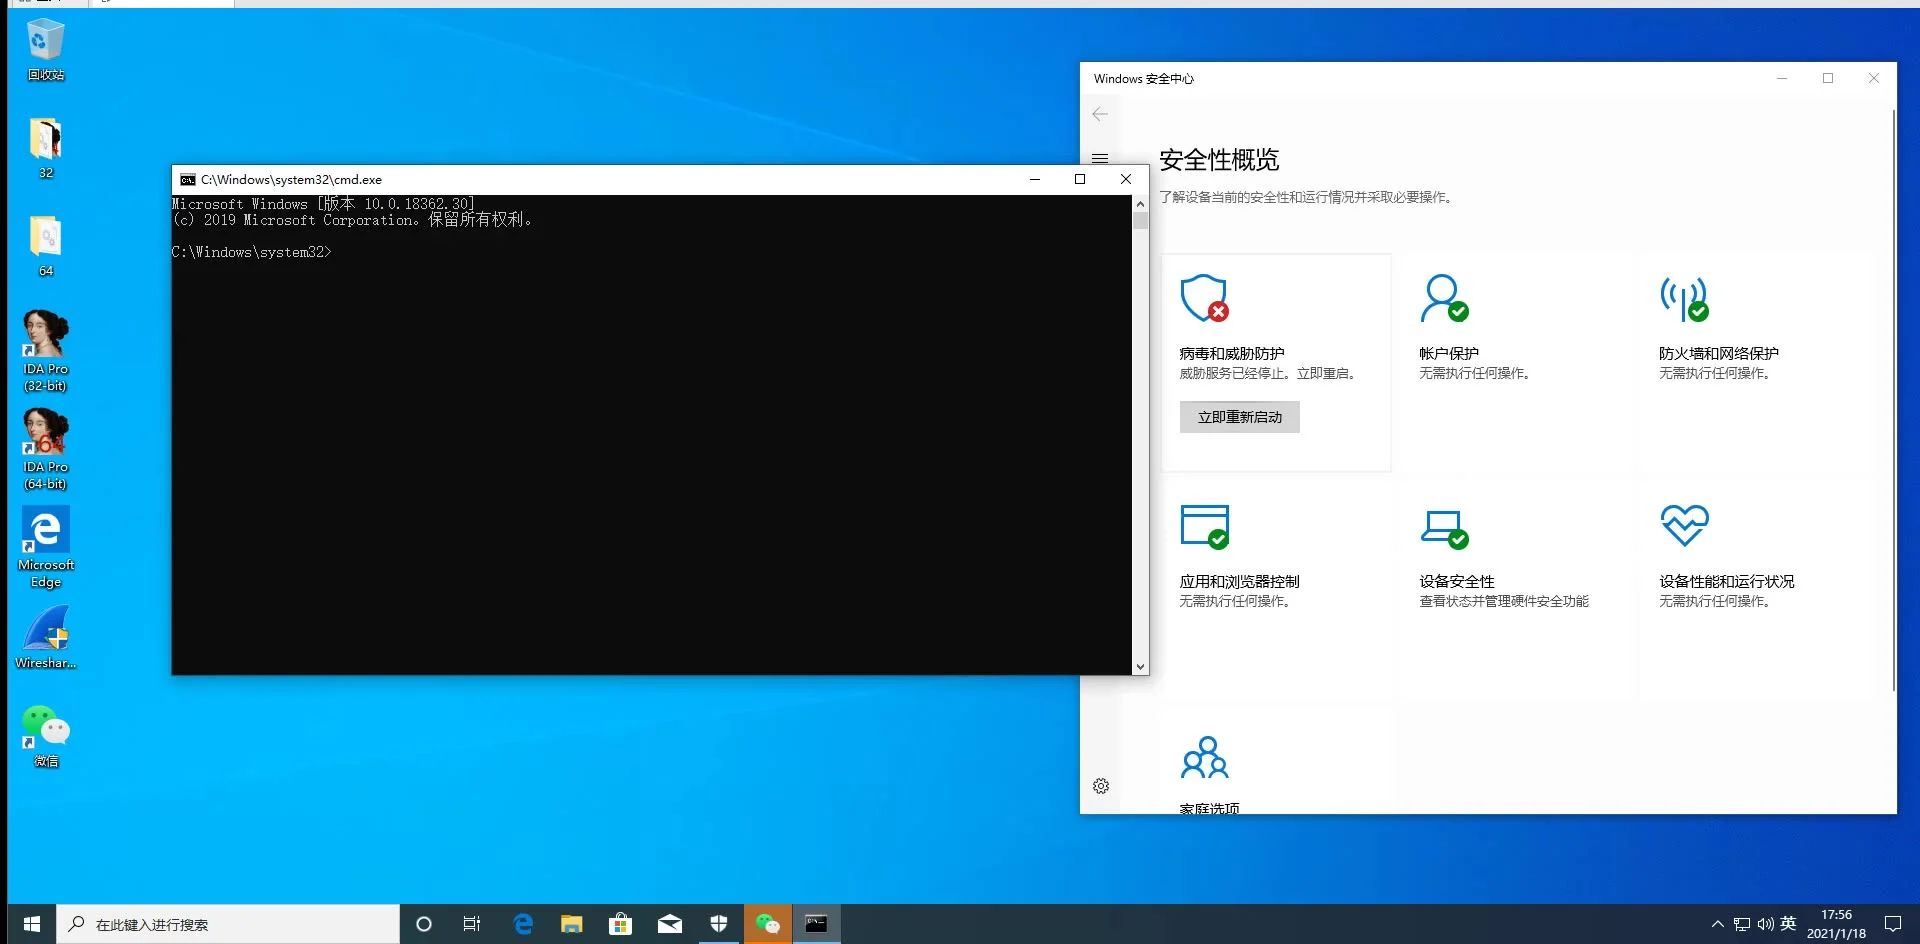 回收站
32
64
IDA Pro
(32-bit)
IDA Pro
(64-bit)
Microsoft
Edge
Wireshar...
微信
C:\Windows\system32\cmd.exe
Microsoft Windows [版本 10.0.18362.30]
(c) 2019 Microsoft Corporation。保留所有权利。
C:\Windows\system32>
Windows 安全中心
安全性概览
了解设备当前的安全性和运行情况并采取必要操作。
病毒和威胁防护
威胁服务已经停止。立即重启。
立即重新启动
帐户保护
无需执行任何操作。
防火墙和网络保护
无需执行任何操作。
应用和浏览器控制
无需执行任何操作。
设备安全性
查看状态并管理硬件安全功能
设备性能和运行状况
无需执行任何操作。
家庭选项
在此键入进行搜索
英
17:56
2021/1/18